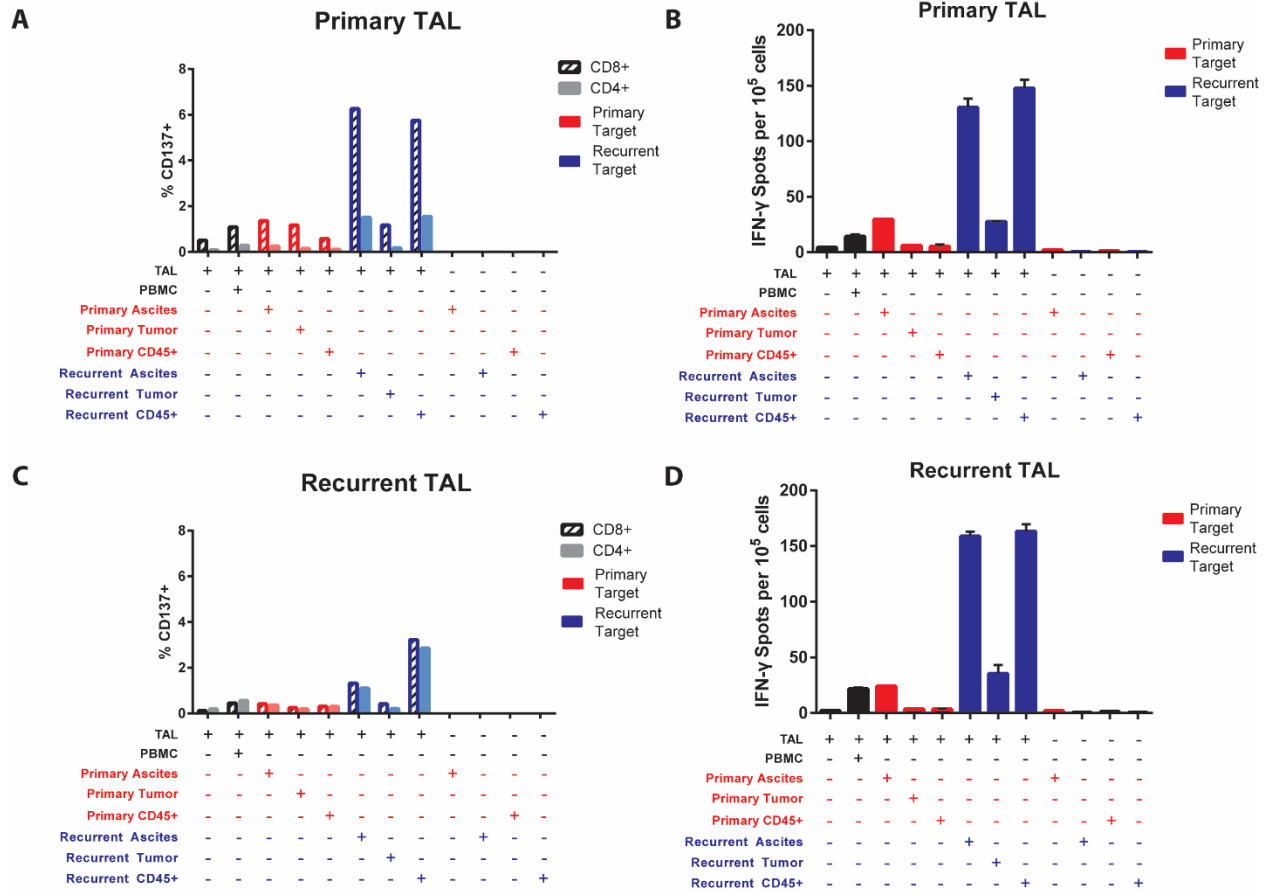 A
Primary TAL
% CD137+
8
6
4
2
0
CD8+
CD4+
Primary
Target
Recurrent
Target
TAL + + + + + + + + - - - -
PBMC - + - - - - - - - - - -
Primary Ascites - - + - - - - - + - - -
Primary Tumor - - - + - - - - - - - -
Primary CD45+ - - - - + - - - - - + -
Recurrent Ascites - - - - - + - - - + - -
Recurrent Tumor - - - - - - + - - - - -
Recurrent CD45+ - - - - - - - + - - - +
B
Primary TAL
IFN-γ Spots per 10⁵ cells
200
150
100
50
0
Primary
Target
Recurrent
Target
TAL + + + + + + + + - - - -
PBMC - + - - - - - - - - - -
Primary Ascites - - + - - - - - + - - -
Primary Tumor - - - + - - - - - - - -
Primary CD45+ - - - - + - - - - - + -
Recurrent Ascites - - - - - + - - - + - -
Recurrent Tumor - - - - - - + - - - - -
Recurrent CD45+ - - - - - - - + - - - +
C
Recurrent TAL
% CD137+
8
6
4
2
0
CD8+
CD4+
Primary
Target
Recurrent
Target
TAL + + + + + + + + - - - -
PBMC - + - - - - - - - - - -
Primary Ascites - - + - - - - - + - - -
Primary Tumor - - - + - - - - - - - -
Primary CD45+ - - - - + - - - - - + -
Recurrent Ascites - - - - - + - - - + - -
Recurrent Tumor - - - - - - + - - - - -
Recurrent CD45+ - - - - - - - + - - - +
D
Recurrent TAL
IFN-γ Spots per 10⁵ cells
200
150
100
50
0
Primary
Target
Recurrent
Target
TAL + + + + + + + + - - - -
PBMC - + - - - - - - - - - -
Primary Ascites - - + - - - - - + - - -
Primary Tumor - - - + - - - - - - - -
Primary CD45+ - - - - + - - - - - + -
Recurrent Ascites - - - - - + - - - + - -
Recurrent Tumor - - - - - - + - - - - -
Recurrent CD45+ - - - - - - - + - - - +